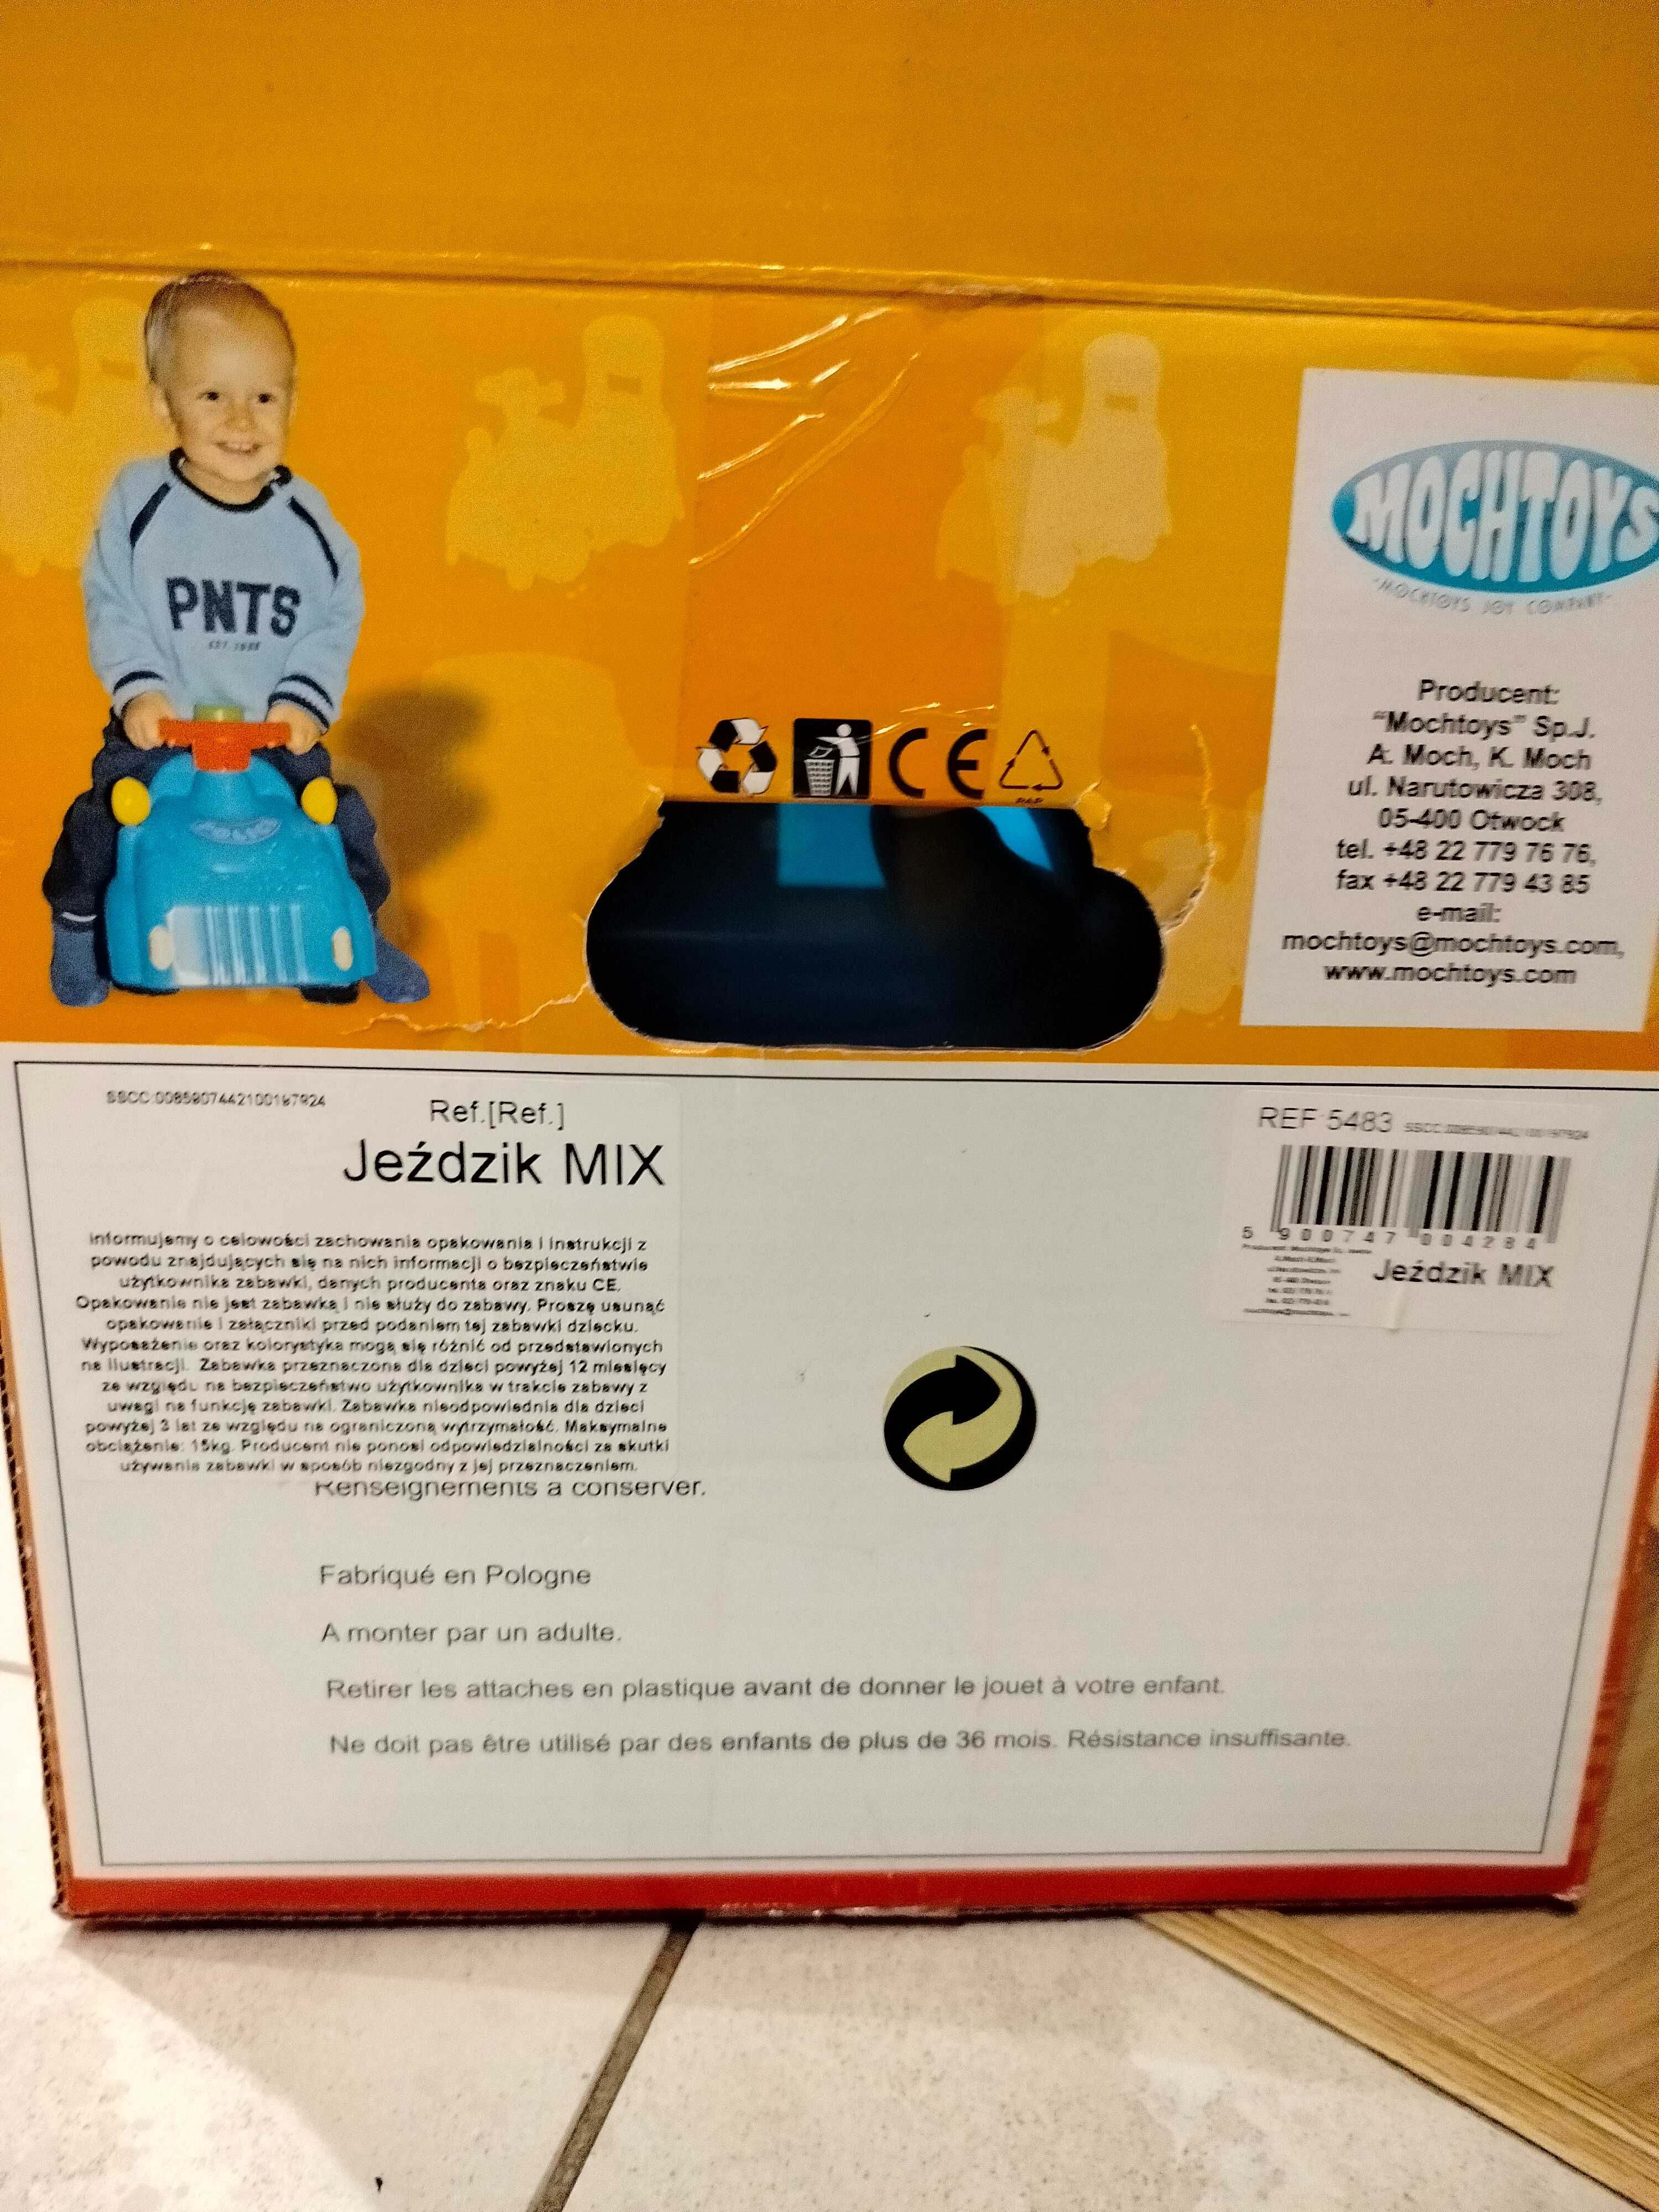 PNTS
MOCHTOYS
"MOCHTOYS JOY COMPANY"
CE
PAP
Producent:
"Mochtoys" Sp.J.
A. Moch, K. Moch
ul. Narutowicza 308,
05-400 Otwock
tel. +48 22 779 76 76,
fax +48 22 779 43 85
e-mail:
mochtoys@mochtoys.com,
www.mochtoys.com
Ref.[Ref.]
Jeździk MIX
Informujemy o celowości zachowania opakowania i instrukcji z
powodu znajdujących się na nich informacji o bezpieczeństwie
użytkownika zabawki, danych producenta oraz znaku CE.
Opakowanie nie jest zabawką i nie służy do zabawy. Proszę usunąć
opakowanie i załączniki przed podaniem tej zabawki dziecku.
Wyposażenie oraz kolorystyka mogą się różnić od przedstawionych
na ilustracji. Zabawka przeznaczona dla dzieci powyżej 12 miesięcy
ze względu na bezpieczeństwo użytkownika w trakcie zabawy z
uwagi na funkcję zabawki. Zabawka nieodpowiednia dla dzieci
powyżej 3 lat ze względu na ograniczoną wytrzymałość. Maksymalne
obciążenie: 15kg. Producent nie ponosi odpowiedzialności za skutki
używania zabawki w sposób niezgodny z jej przeznaczeniem.
Renseignements a conserver.
Fabriqué en Pologne
A monter par un adulte.
Retirer les attaches en plastique avant de donner le jouet à votre enfant.
Ne doit pas être utilisé par des enfants de plus de 36 mois. Résistance insuffisante.
REF 5483
5 900747 004284
Jeździk MIX